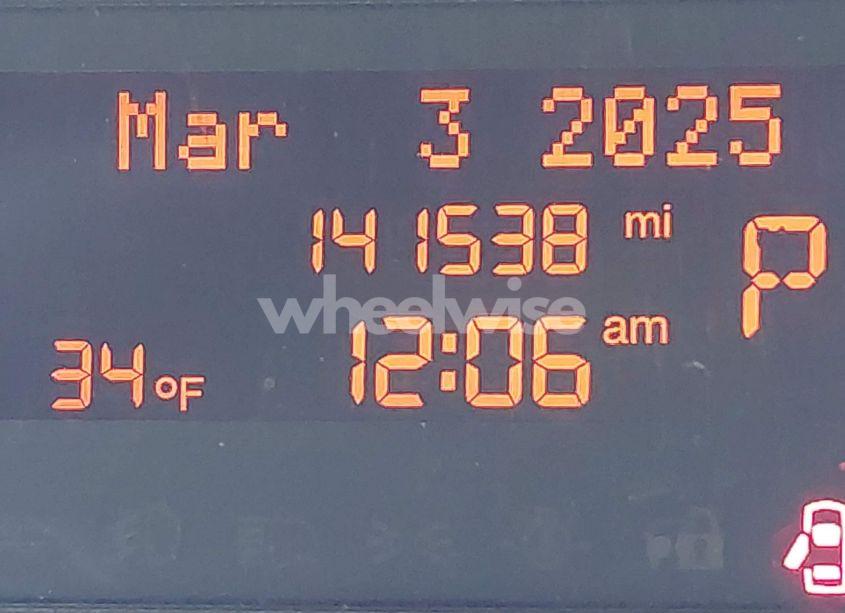 Mar 3 2025
141538 mi
P
wheelwise
12:06 am
34°F